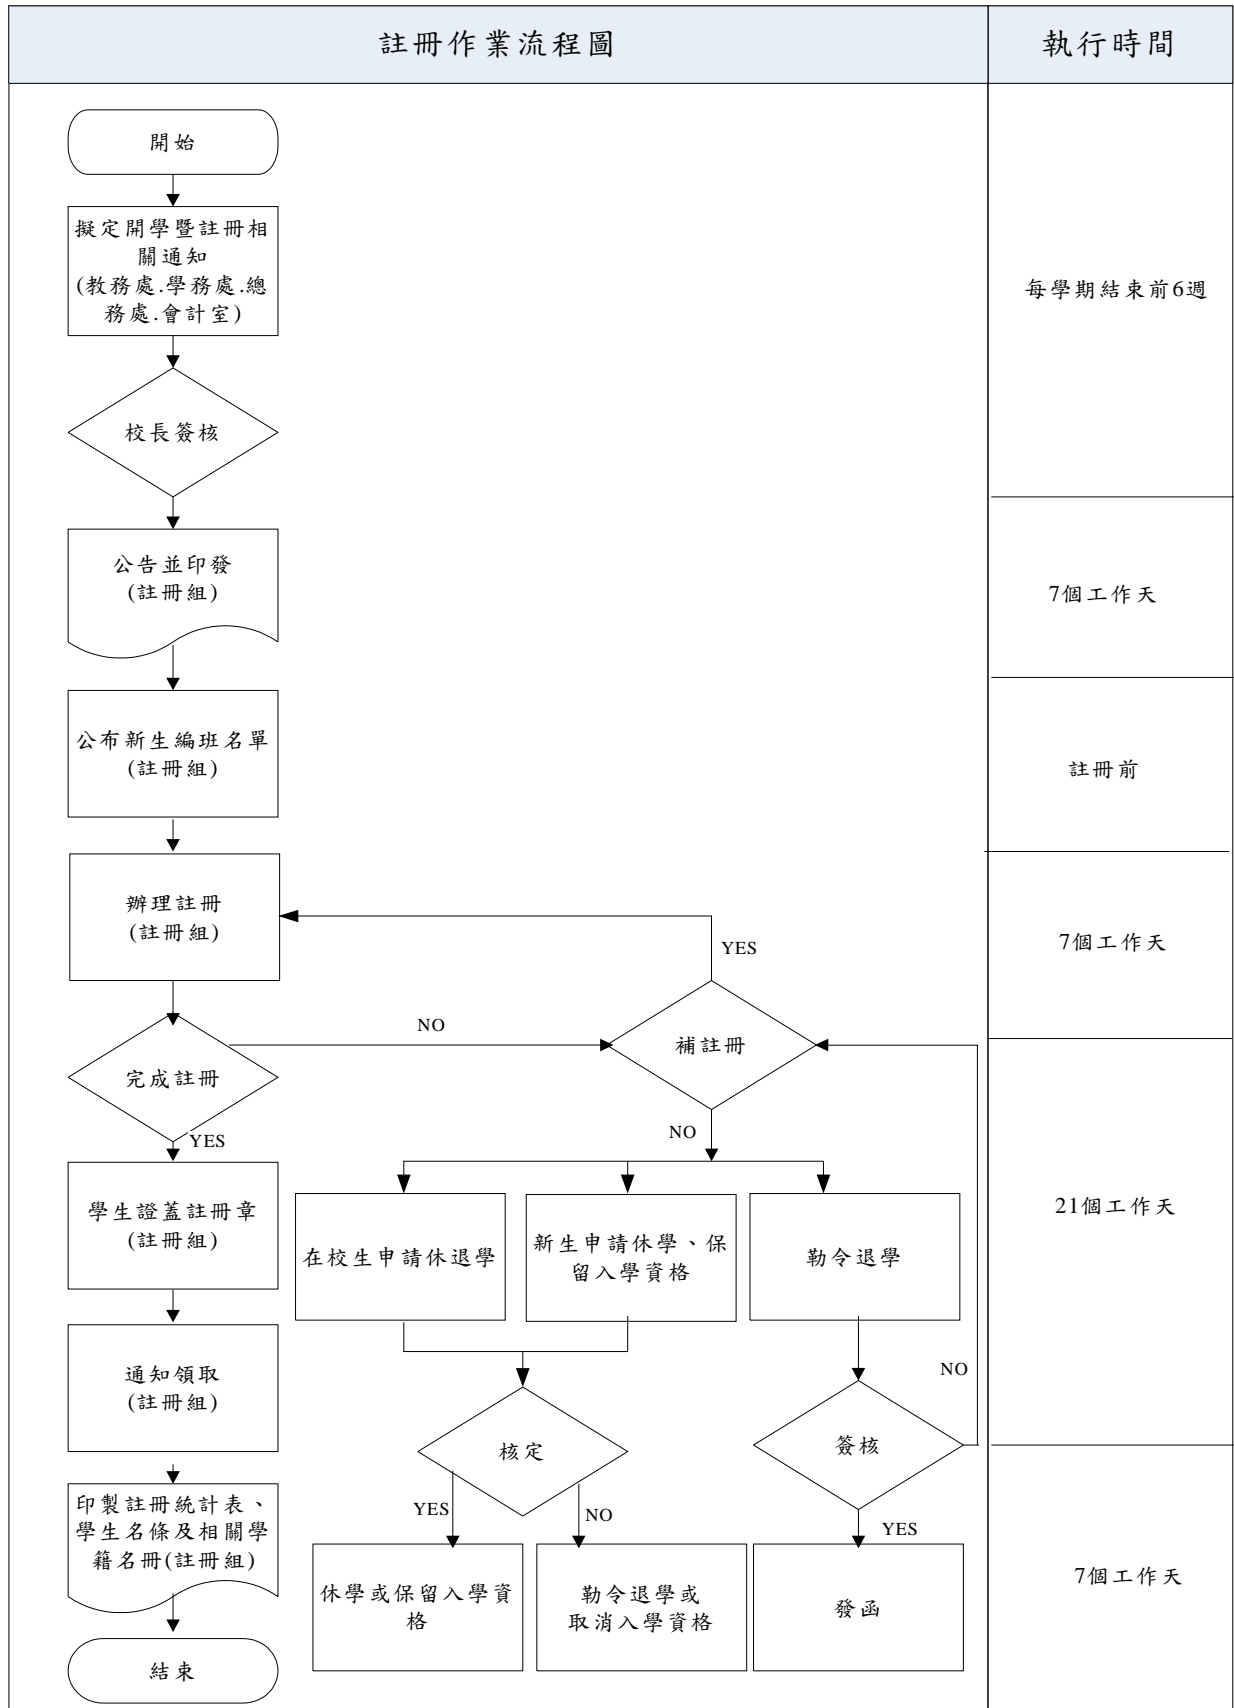 註冊作業流程圖
執行時間
開始
擬定開學暨註冊相
關通知
(教務處.學務處.總
務處.會計室)
每學期結束前6週
校長簽核
公告並印發
(註冊組)
7個工作天
公布新生編班名單
(註冊組)
註冊前
辦理註冊
(註冊組)
7個工作天
YES
NO
補註冊
完成註冊
YES
NO
學生證蓋註冊章
(註冊組)
在校生申請休退學
新生申請休學、保
留入學資格
勒令退學
21個工作天
通知領取
(註冊組)
NO
核定
簽核
印製註冊統計表、
學生名條及相關學
籍名冊(註冊組)
YES
NO
YES
休學或保留入學資
格
勒令退學或
取消入學資格
發函
7個工作天
結束